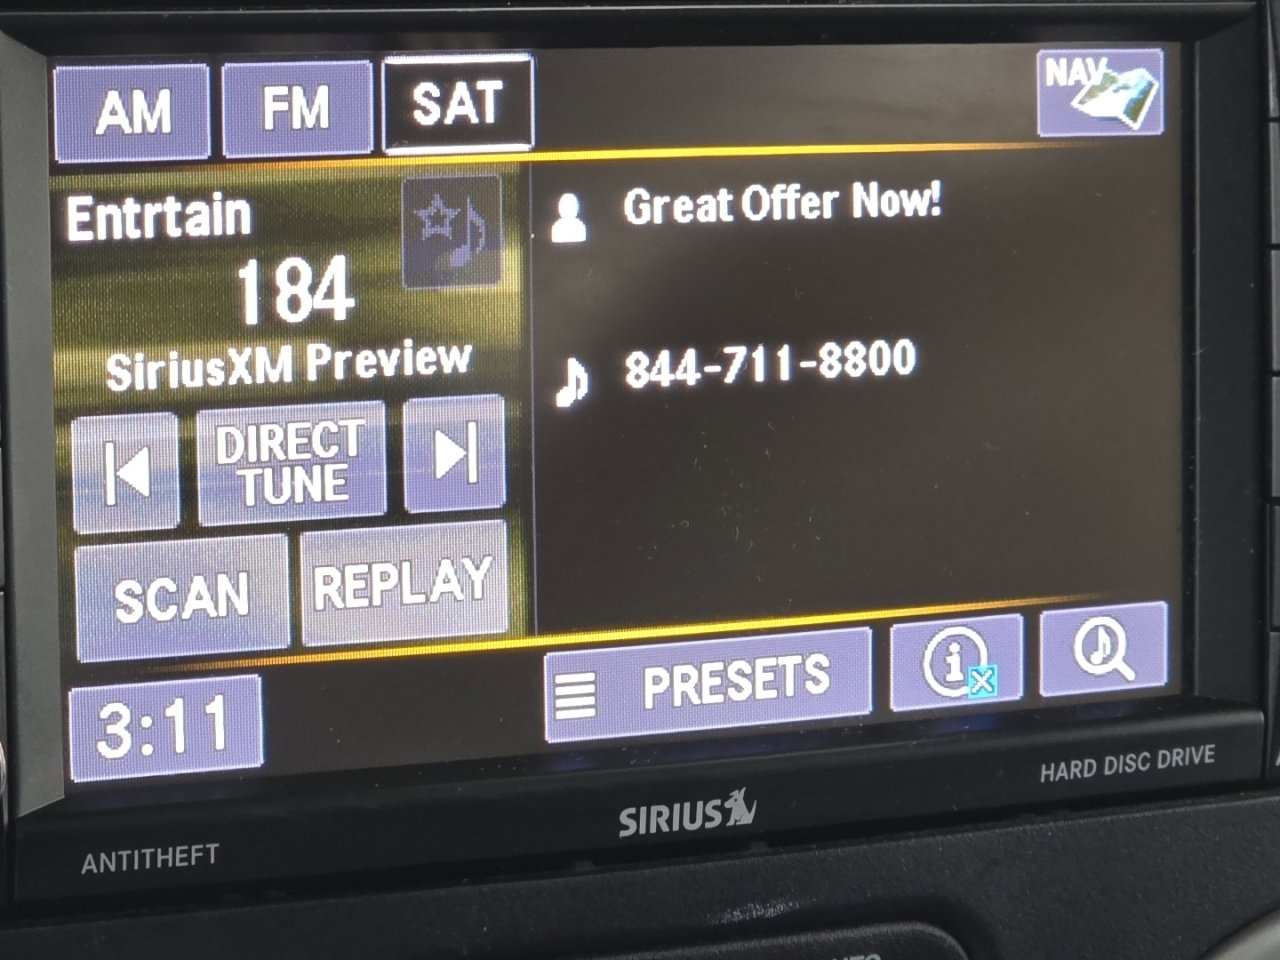 AM
FM
SAT
NAV
Entrtain
184
SiriusXM Preview
Great Offer Now!
844-711-8800
DIRECT
TUNE
SCAN
REPLAY
3:11
PRESETS
i
HARD DISC DRIVE
SIRIUS
ANTITHEFT